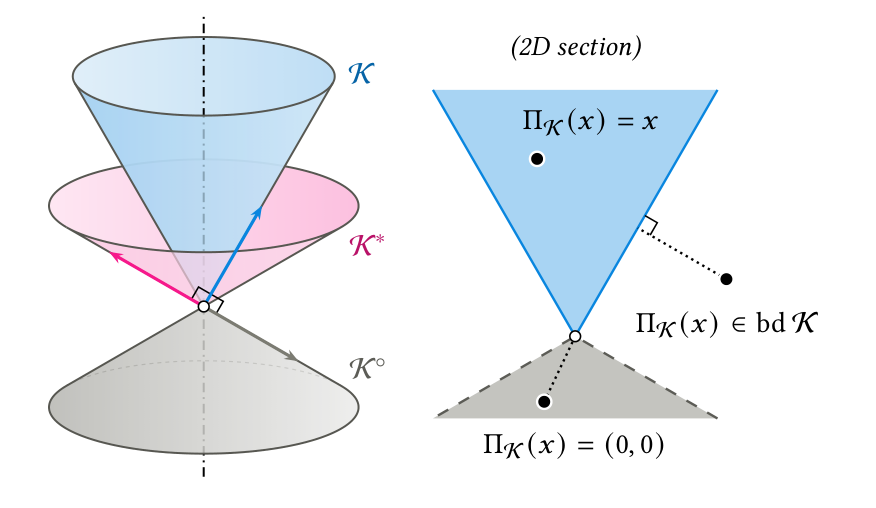 𝒦
𝒦*
𝒦°
(2D section)
Π𝒦(x) = x
Π𝒦(x) ∈ bd 𝒦
Π𝒦(x) = (0, 0)